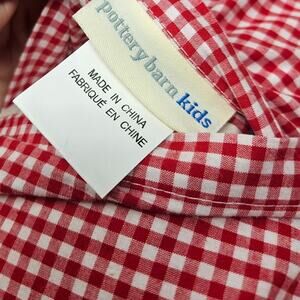 pottery barn kids
MADE IN CHINA
FABRIQUÉ EN CHINE